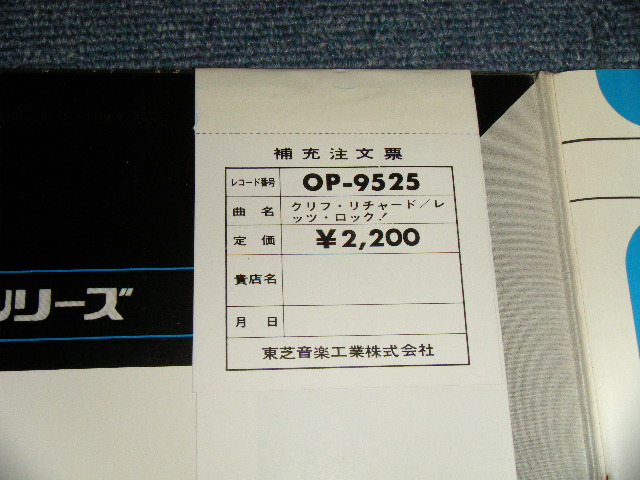 補充注文票
レコード番号 OP-9525
曲名 クリフ・リチャード/レ
ッツ・ロック!
定価 ¥2,200
貴店名
月日
東芝音楽工業株式会社
リーズ